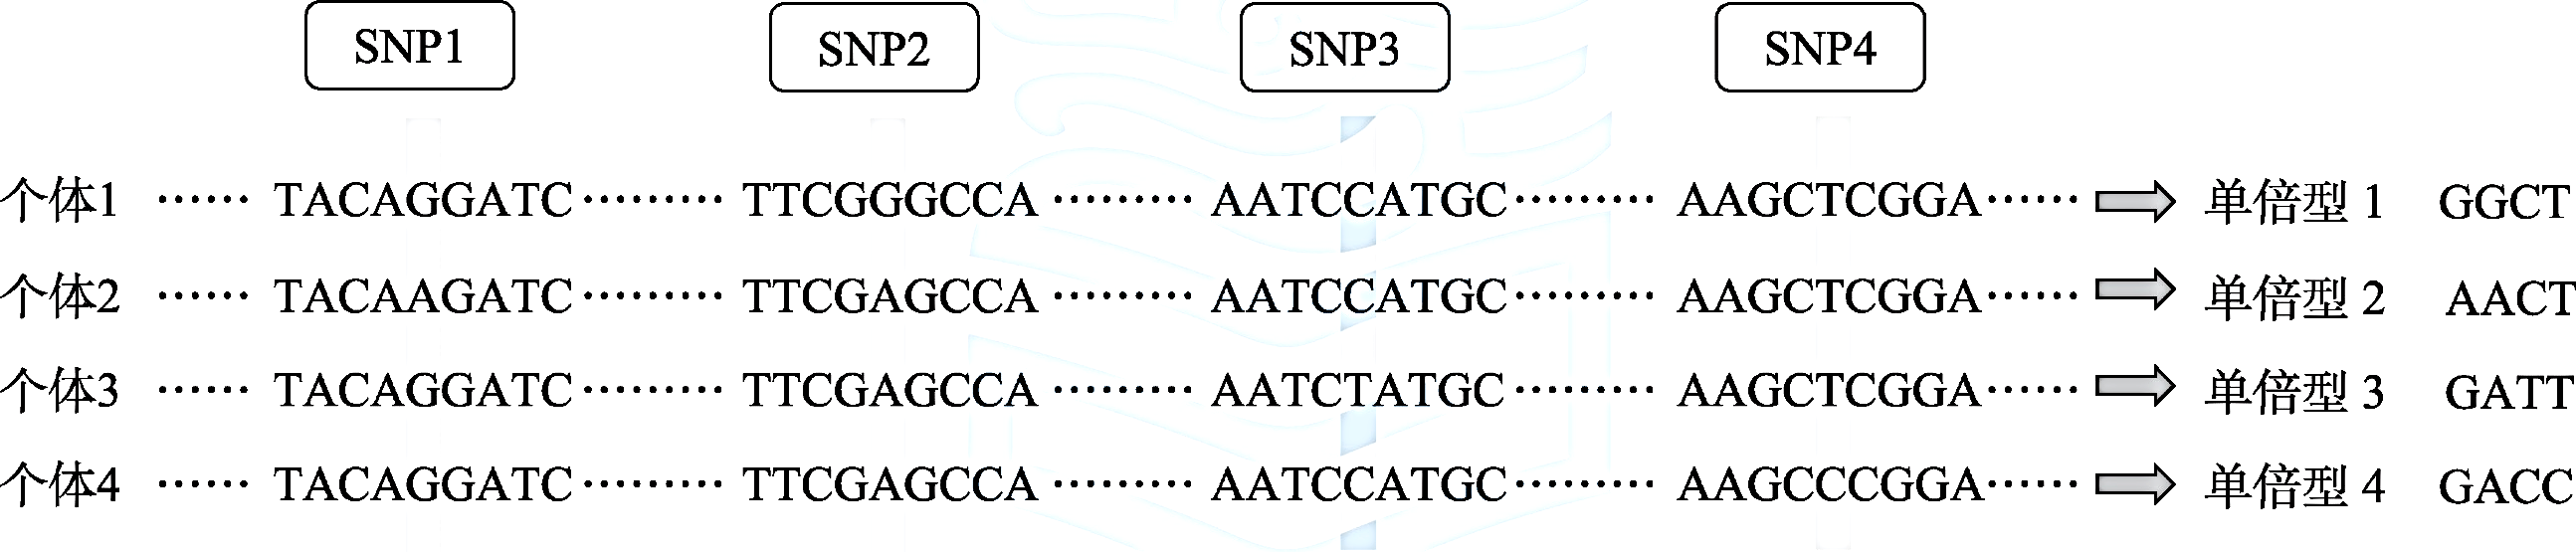 SNP1 SNP2 SNP3 SNP4
个体1 ⋯⋯ TACAGGATC⋯⋯⋯TTCGGGCCA⋯⋯⋯AATCCATGC⋯⋯⋯AAGCTCGGA⋯⋯ 单倍型 1 GGCT
个体2 ⋯⋯ TACAAGATC⋯⋯⋯TTCGAGCCA⋯⋯⋯AATCCATGC⋯⋯⋯AAGCTCGGA⋯⋯ 单倍型 2 AACT
个体3 ⋯⋯ TACAGGATC⋯⋯⋯TTCGAGCCA⋯⋯⋯AATCTATGC⋯⋯⋯AAGCTCGGA⋯⋯ 单倍型 3 GATT
个体4 ⋯⋯ TACAGGATC⋯⋯⋯TTCGAGCCA⋯⋯⋯AATCCATGC⋯⋯⋯AAGCCCGGA⋯⋯ 单倍型 4 GACC